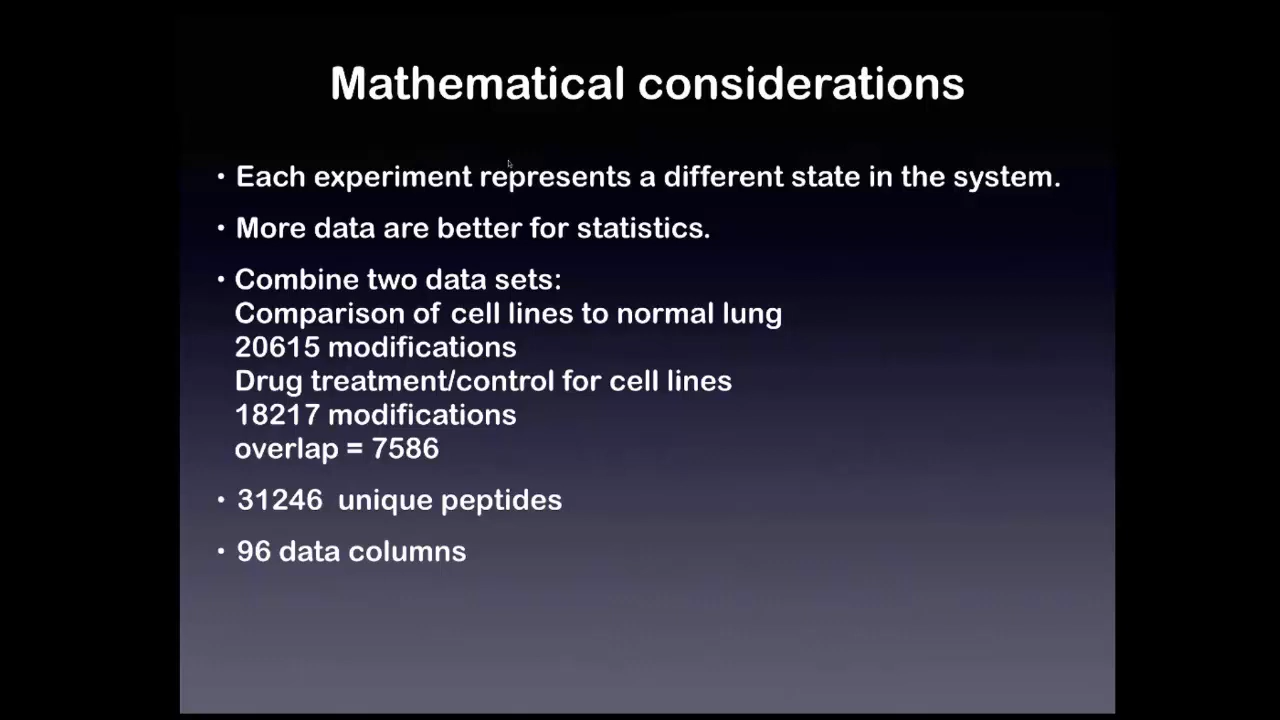 Mathematical considerations
• Each experiment represents a different state in the system.
• More data are better for statistics.
• Combine two data sets:
Comparison of cell lines to normal lung
20615 modifications
Drug treatment/control for cell lines
18217 modifications
overlap = 7586
• 31246 unique peptides
• 96 data columns